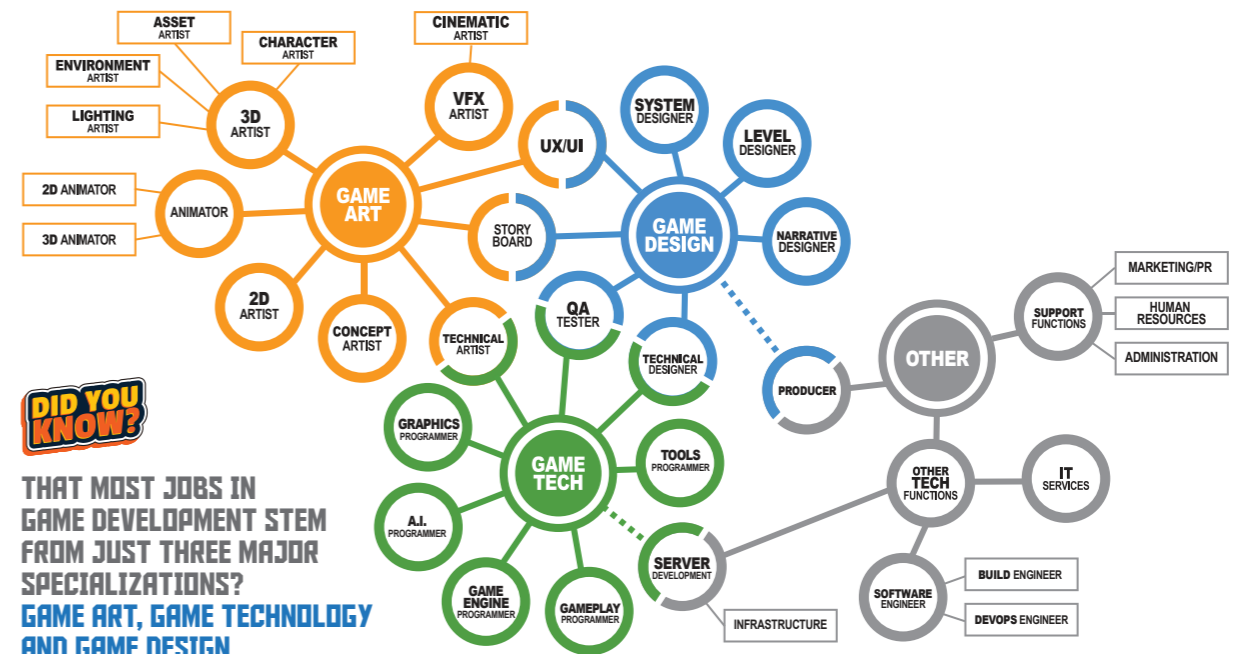 ASSET
ARTIST
CINEMATIC
ARTIST
CHARACTER
ARTIST
ENVIRONMENT
ARTIST
LIGHTING
ARTIST
3D
ARTIST
VFX
ARTIST
UX/UI
SYSTEM
DESIGNER
LEVEL
DESIGNER
2D ANIMATOR
3D ANIMATOR
ANIMATOR
GAME
ART
STORY
BOARD
GAME
DESIGN
NARRATIVE
DESIGNER
2D
ARTIST
CONCEPT
ARTIST
TECHNICAL
ARTIST
QA
TESTER
TECHNICAL
DESIGNER
PRODUCER
OTHER
SUPPORT
FUNCTIONS
MARKETING/PR
HUMAN
RESOURCES
ADMINISTRATION
GRAPHICS
PROGRAMMER
GAME
TECH
TOOLS
PROGRAMMER
A.I.
PROGRAMMER
GAME
ENGINE
PROGRAMMER
GAMEPLAY
PROGRAMMER
SERVER
DEVELOPMENT
INFRASTRUCTURE
OTHER
TECH
FUNCTIONS
IT
SERVICES
SOFTWARE
ENGINEER
BUILD ENGINEER
DEVOPS ENGINEER
DID YOU
KNOW?
THAT MOST JOBS IN
GAME DEVELOPMENT STEM
FROM JUST THREE MAJOR
SPECIALIZATIONS?
GAME ART, GAME TECHNOLOGY
AND GAME DESIGN